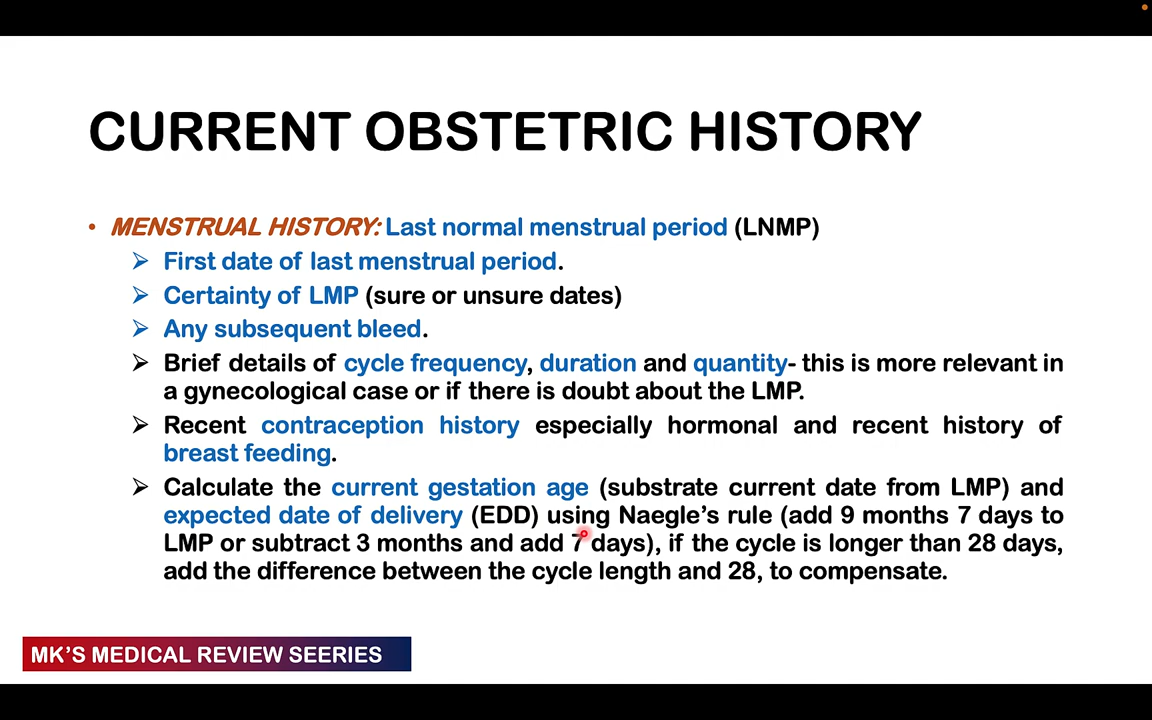 CURRENT OBSTETRIC HISTORY
• MENSTRUAL HISTORY: Last normal menstrual period (LNMP)
➢ First date of last menstrual period.
➢ Certainty of LMP (sure or unsure dates)
➢ Any subsequent bleed.
➢ Brief details of cycle frequency, duration and quantity- this is more relevant in
a gynecological case or if there is doubt about the LMP.
➢ Recent contraception history especially hormonal and recent history of
breast feeding.
➢ Calculate the current gestation age (substrate current date from LMP) and
expected date of delivery (EDD) using Naegle’s rule (add 9 months 7 days to
LMP or subtract 3 months and add 7 days), if the cycle is longer than 28 days,
add the difference between the cycle length and 28, to compensate.
MK’S MEDICAL REVIEW SEERIES